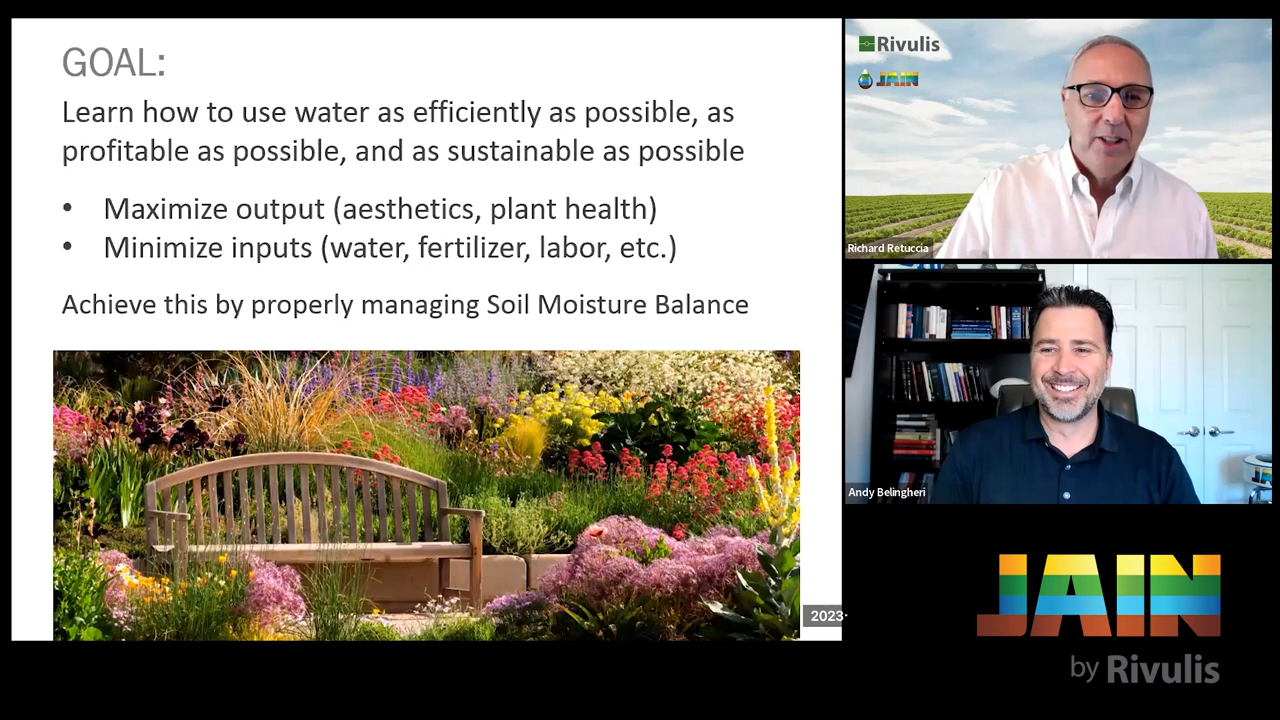 GOAL:
Learn how to use water as efficiently as possible, as
profitable as possible, and as sustainable as possible
• Maximize output (aesthetics, plant health)
• Minimize inputs (water, fertilizer, labor, etc.)
Achieve this by properly managing Soil Moisture Balance
2023-
Rivulis
JAIN
Richard Retuccia
Andy Belingheri
JAIN
by Rivulis